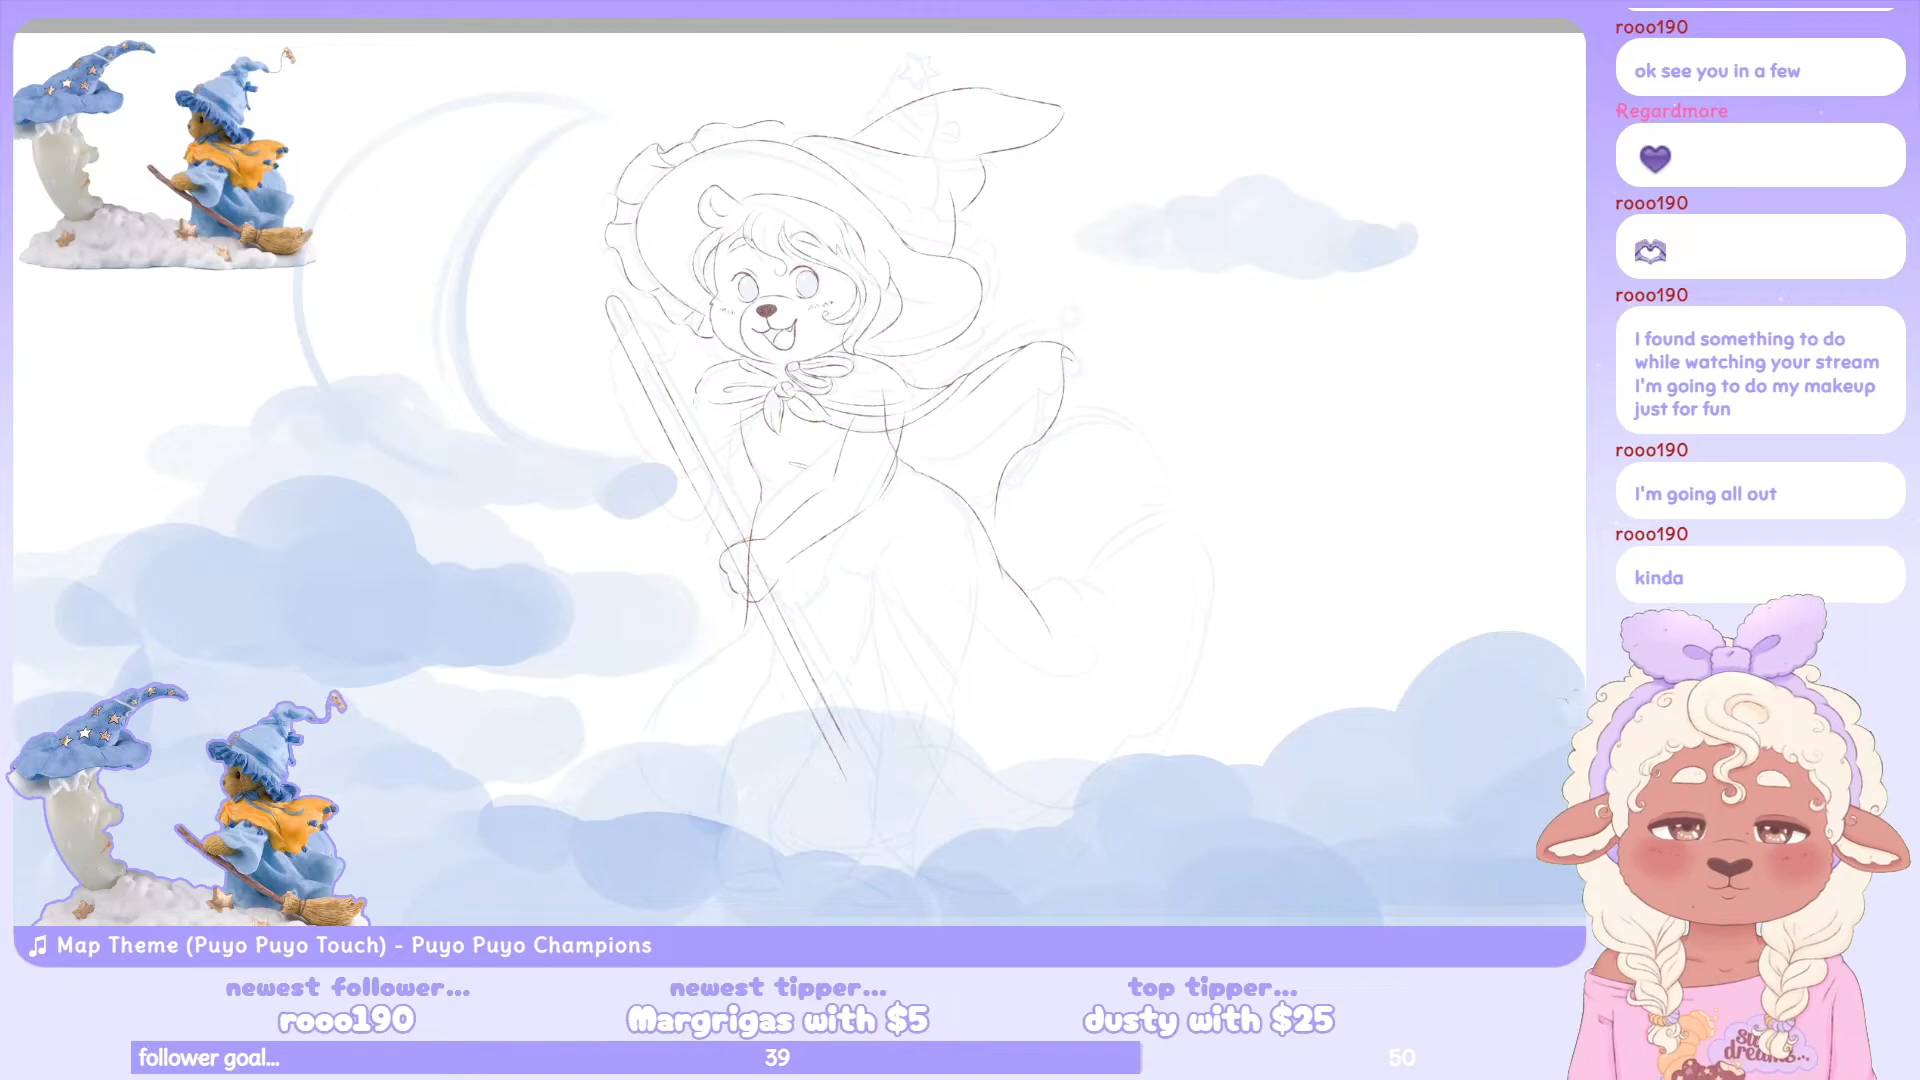 rooo190
ok see you in a few
Regardmore
rooo190
rooo190
I found something to do
while watching your stream
I'm going to do my makeup
just for fun
rooo190
I'm going all out
rooo190
kinda
Map Theme (Puyo Puyo Touch) - Puyo Puyo Champions
newest follower...
rooo190
newest tipper...
Margrigas with $5
top tipper...
dusty with $25
follower goal...
39
50